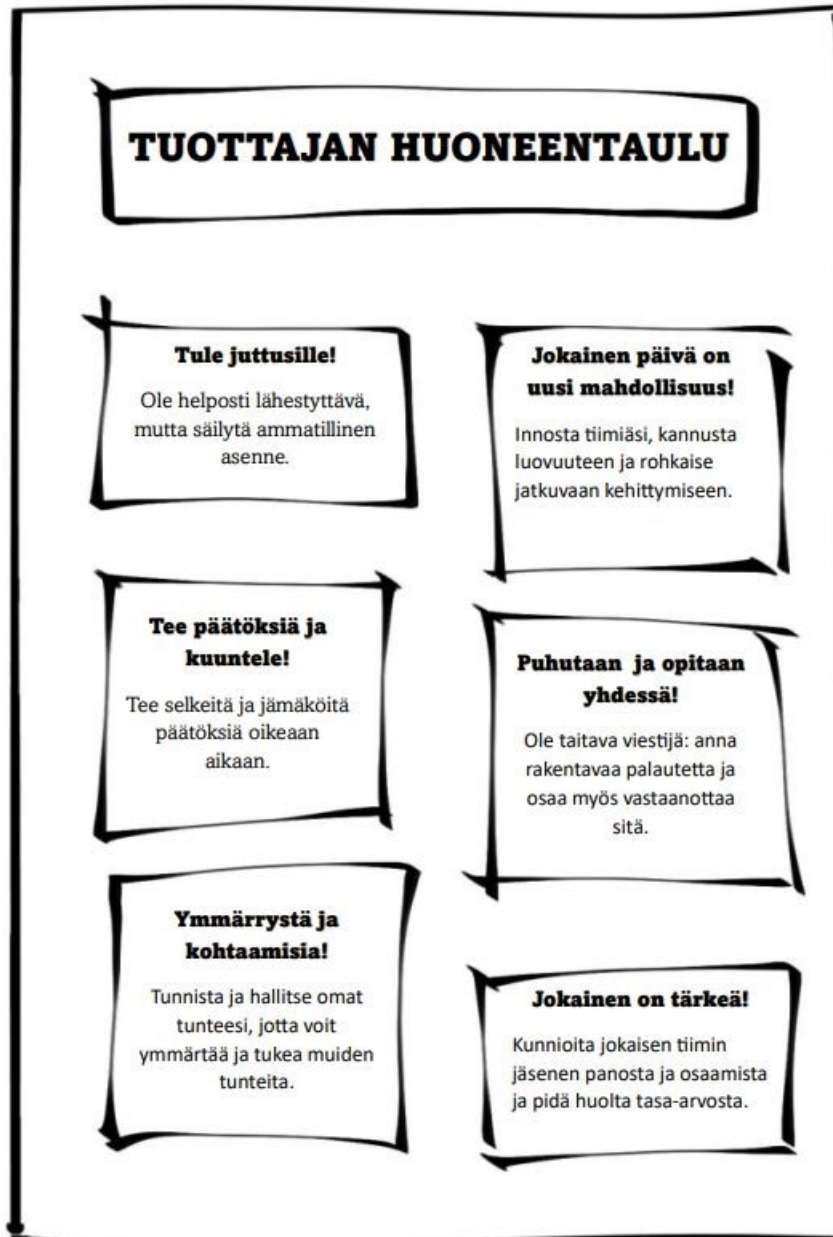 TUOTTAJAN HUONEENTAULU
Tule juttusille!
Ole helposti lähestyttävä,
mutta säilytä ammatillinen
asenne.
Tee päätöksiä ja
kuuntele!
Tee selkeitä ja jämäköitä
päätöksiä oikeaan
aikaan.
Ymmärrystä ja
kohtaamisia!
Tunnista ja hallitse omat
tunteesi, jotta voit
ymmärtää ja tukea muiden
tunteita.
Jokainen päivä on
uusi mahdollisuus!
Innosta tiimiäsi, kannusta
luovuuteen ja rohkaise
jatkuvaan kehittymiseen.
Puhutaan  ja opitaan
yhdessä!
Ole taitava viestijä: anna
rakentavaa palautetta ja
osaa myös vastaanottaa
sitä.
Jokainen on tärkeä!
Kunnioita jokaisen tiimin
jäsenen panosta ja osaamista
ja pidä huolta tasa-arvosta.